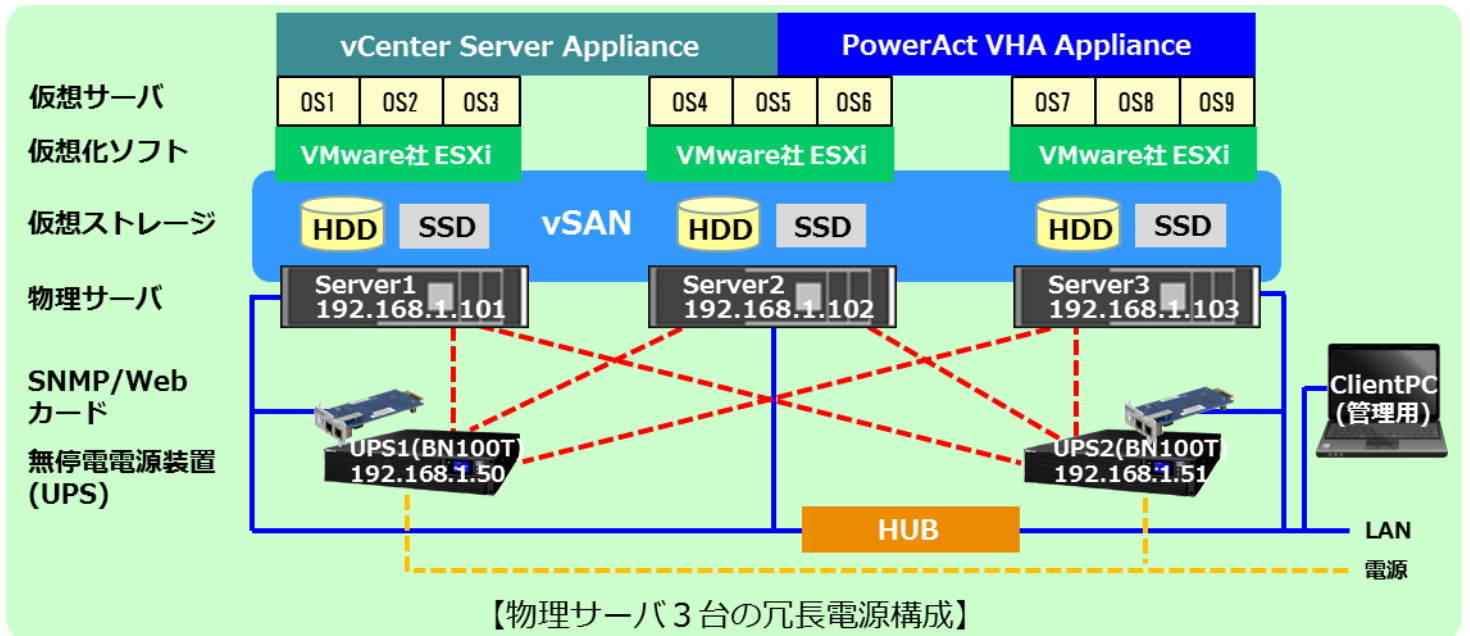 vCenter Server Appliance
PowerAct VHA Appliance
仮想サーバ
OS1 OS2 OS3
OS4 OS5 OS6
OS7 OS8 OS9
仮想化ソフト
VMware社 ESXi
VMware社 ESXi
VMware社 ESXi
仮想ストレージ
HDD SSD
vSAN
HDD SSD
HDD SSD
物理サーバ
Server1
192.168.1.101
Server2
192.168.1.102
Server3
192.168.1.103
SNMP/Web
カード
ClientPC
(管理用)
無停電電源装置
(UPS)
UPS1(BN100T)
192.168.1.50
UPS2(BN100T)
192.168.1.51
HUB
LAN
電源
【物理サーバ３台の冗長電源構成】